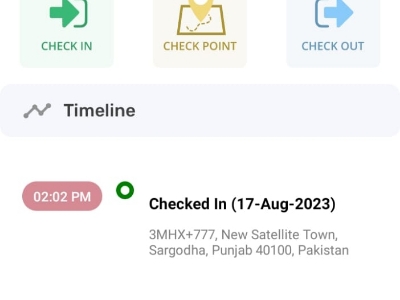 CHECK IN
CHECK POINT
CHECK OUT
Timeline
02:02 PM
Checked In (17-Aug-2023)
3MHX+777, New Satellite Town,
Sargodha, Punjab 40100, Pakistan